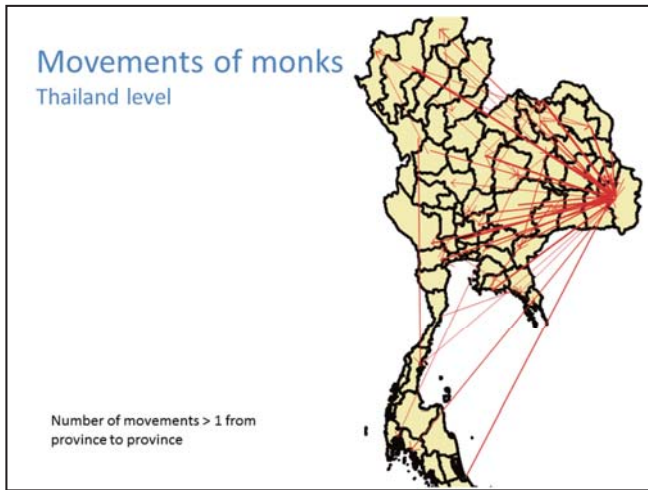 Movements of monks
Thailand level
Number of movements > 1 from
province to province